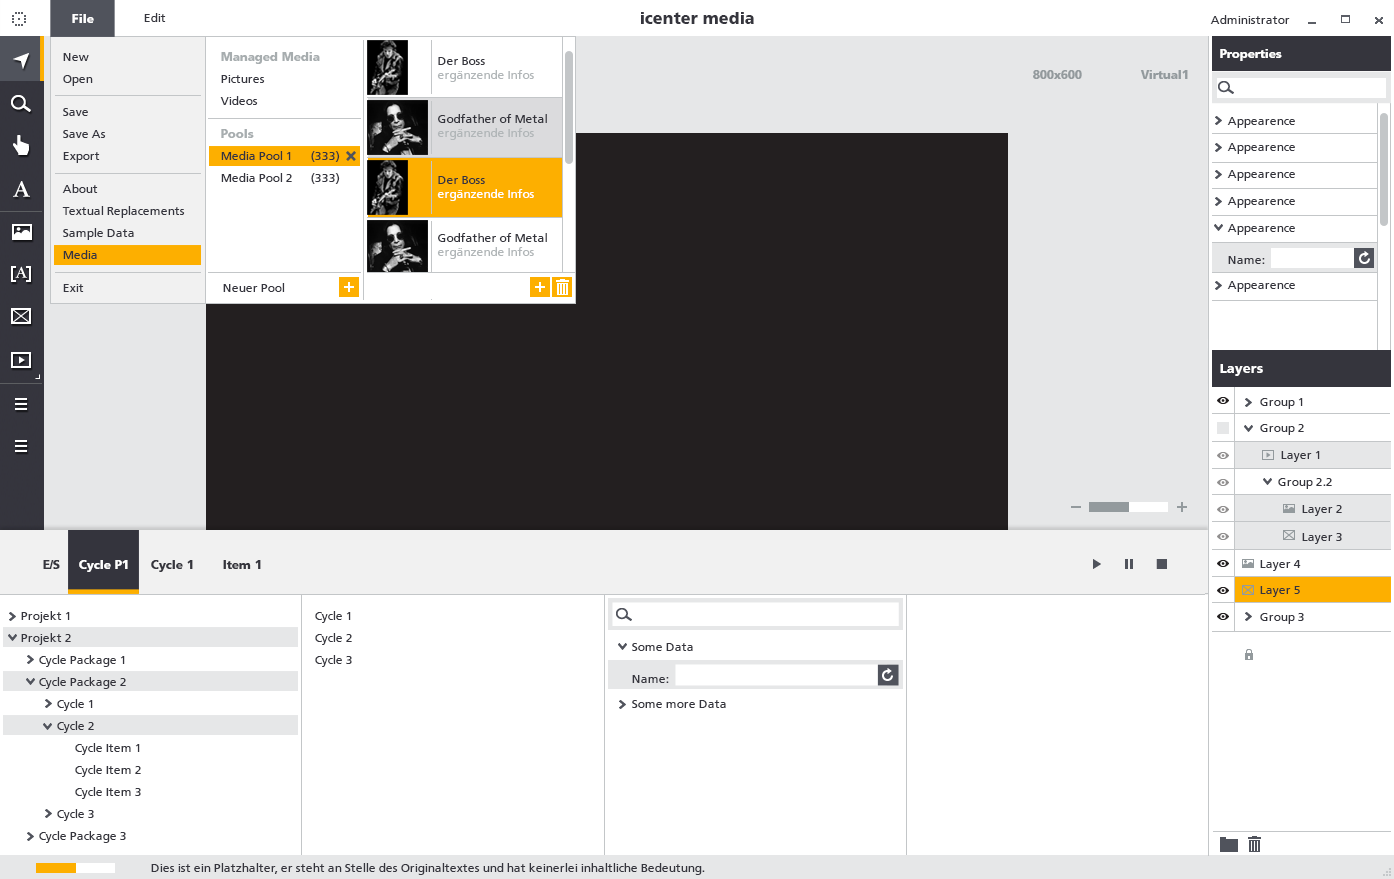 File
Edit
icenter media
Administrator
New
Open
Save
Save As
Export
About
Textual Replacements
Sample Data
Media
Exit
Managed Media
Pictures
Videos
Pools
Media Pool 1 (333)
Media Pool 2 (333)
Neuer Pool
Der Boss
ergänzende Infos
Godfather of Metal
ergänzende Infos
Der Boss
ergänzende Infos
Godfather of Metal
ergänzende Infos
A
[A]
800x600
Virtual1
Properties
Appearence
Appearence
Appearence
Appearence
Appearence
Name:
Appearence
Layers
Group 1
Group 2
Layer 1
Group 2.2
Layer 2
Layer 3
Layer 4
Layer 5
Group 3
E/S
Cycle P1
Cycle 1
Item 1
Projekt 1
Projekt 2
Cycle Package 1
Cycle Package 2
Cycle 1
Cycle 2
Cycle Item 1
Cycle Item 2
Cycle Item 3
Cycle 3
Cycle Package 3
Cycle 1
Cycle 2
Cycle 3
Some Data
Name:
Some more Data
Dies ist ein Platzhalter, er steht an Stelle des Originaltextes und hat keinerlei inhaltliche Bedeutung.